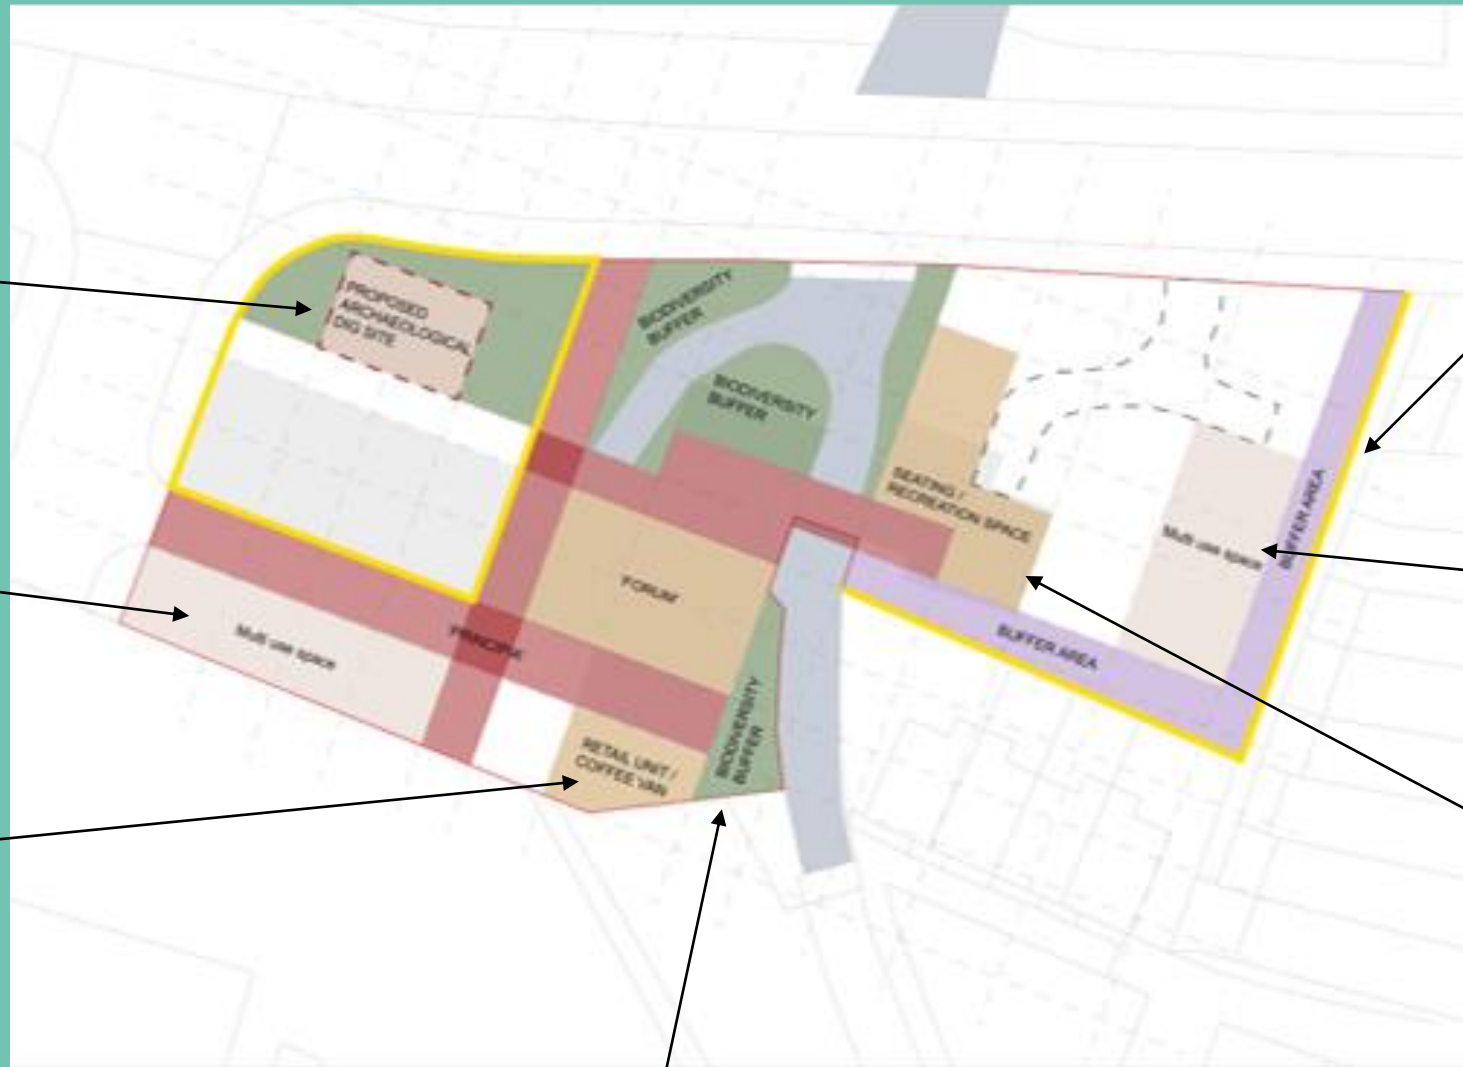 PROPOSED
ARCHAEOLOGICAL
DIG SITE
BIODIVERSITY
BUFFER
BIODIVERSITY
BUFFER
SEATING /
RECREATION SPACE
Multi use space
BUFFER AREA
FORUM
BUFFER AREA
Multi use space
PRINCIPIA
BIODIVERSITY
BUFFER
RETAIL UNIT /
COFFEE VAN